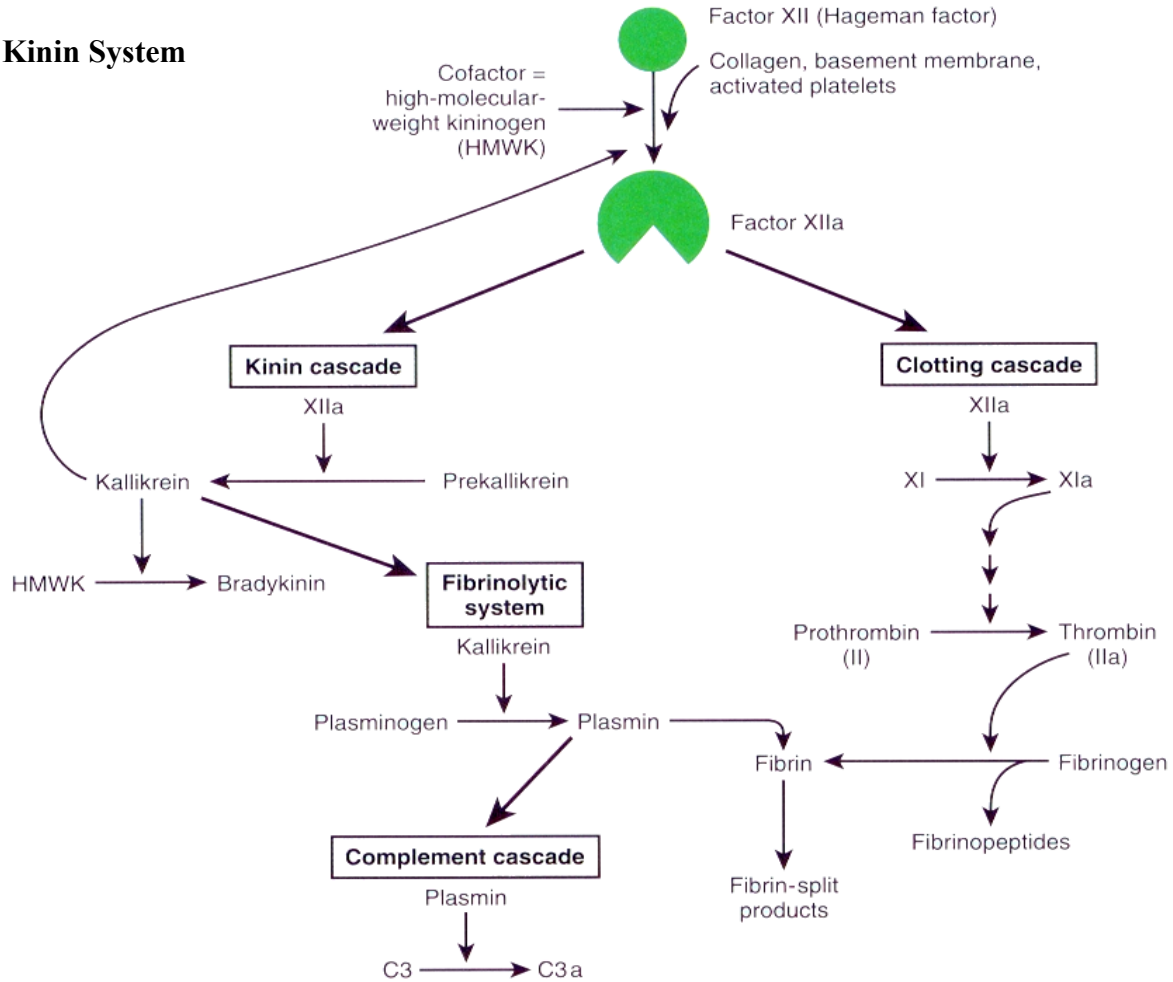 Kinin System
Factor XII (Hageman factor)
Collagen, basement membrane,
activated platelets
Cofactor =
high-molecular-
weight kininogen
(HMWK)
Factor XIIa
Kinin cascade
XIIa
Kallikrein
Prekallikrein
HMWK
Bradykinin
Fibrinolytic
system
Kallikrein
Plasminogen
Plasmin
Complement cascade
Plasmin
C3
C3a
Clotting cascade
XIIa
XI
XIa
Prothrombin
(II)
Thrombin
(IIa)
Fibrin
Fibrinogen
Fibrinopeptides
Fibrin-split
products